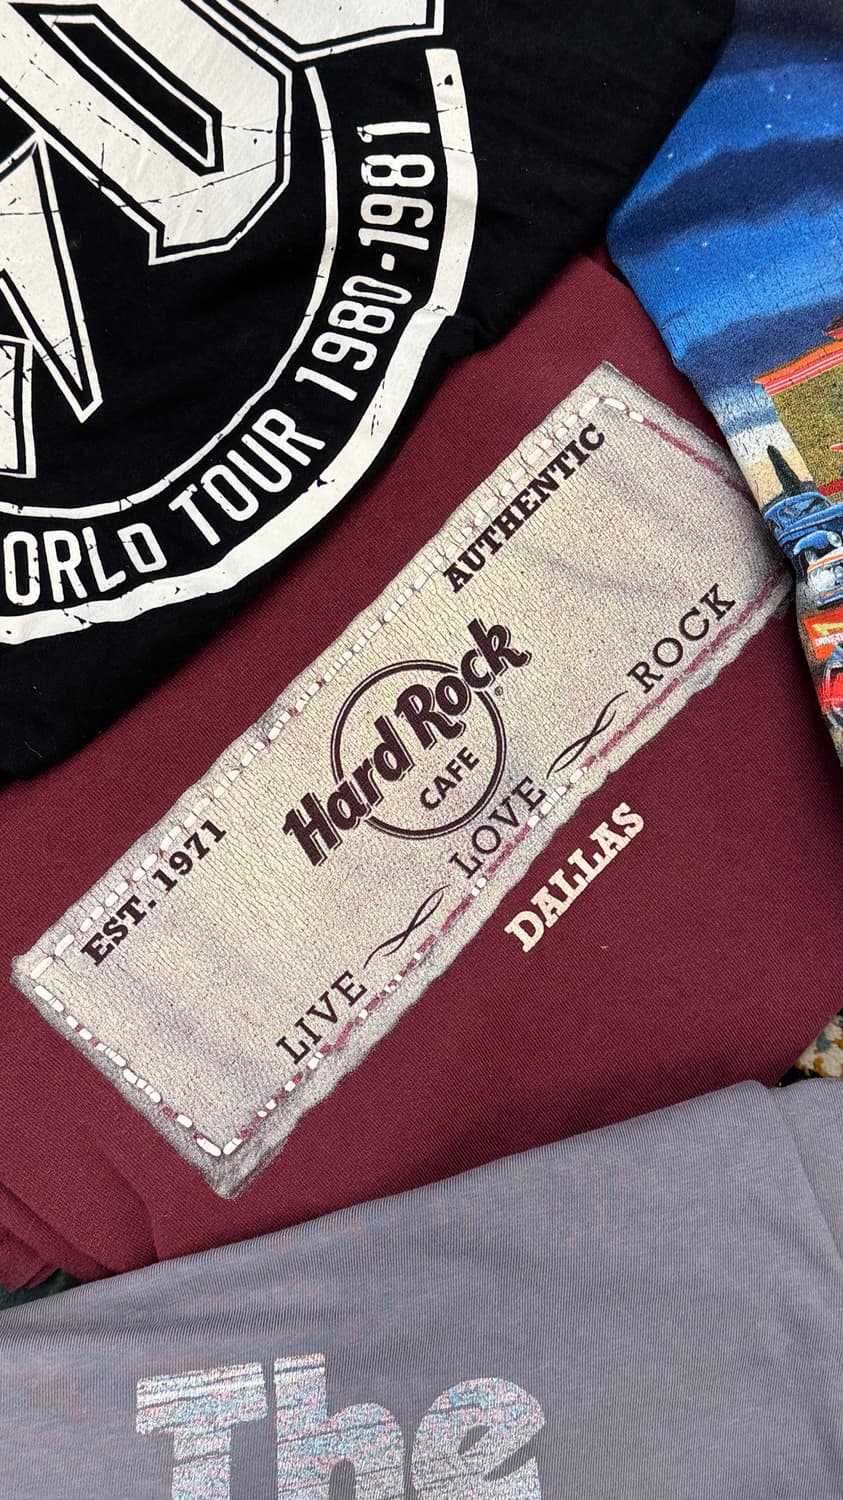 ORLD TOUR 1980-1981
AUTHENTIC
EST. 1971
Hard Rock
®
CAFE
LIVE LOVE ROCK
DALLAS
The